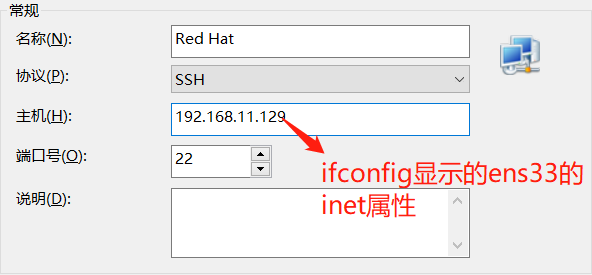 常规
名称(N): Red Hat
协议(P): SSH
主机(H): 192.168.11.129
端口号(O): 22
ifconfig显示的ens33的
inet属性
说明(D):